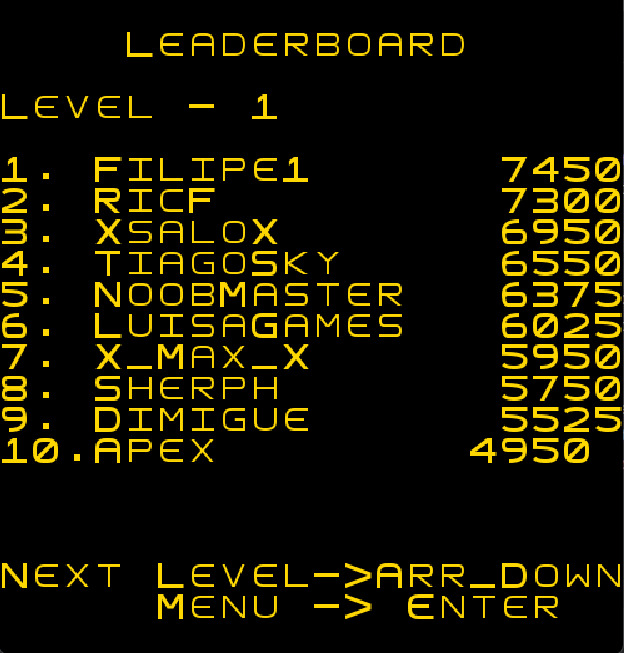 Leaderboard
Level - 1
1. Filipe1 7450
2. RicF 7300
3. XsaloX 6950
4. TiagoSky 6550
5. NoobMaster 6375
6. LuisaGames 6025
7. X_Max_X 5950
8. Sherph 5750
9. Dimigue 5525
10.Apex 4950
Next Level->Arr_Down
Menu -> Enter